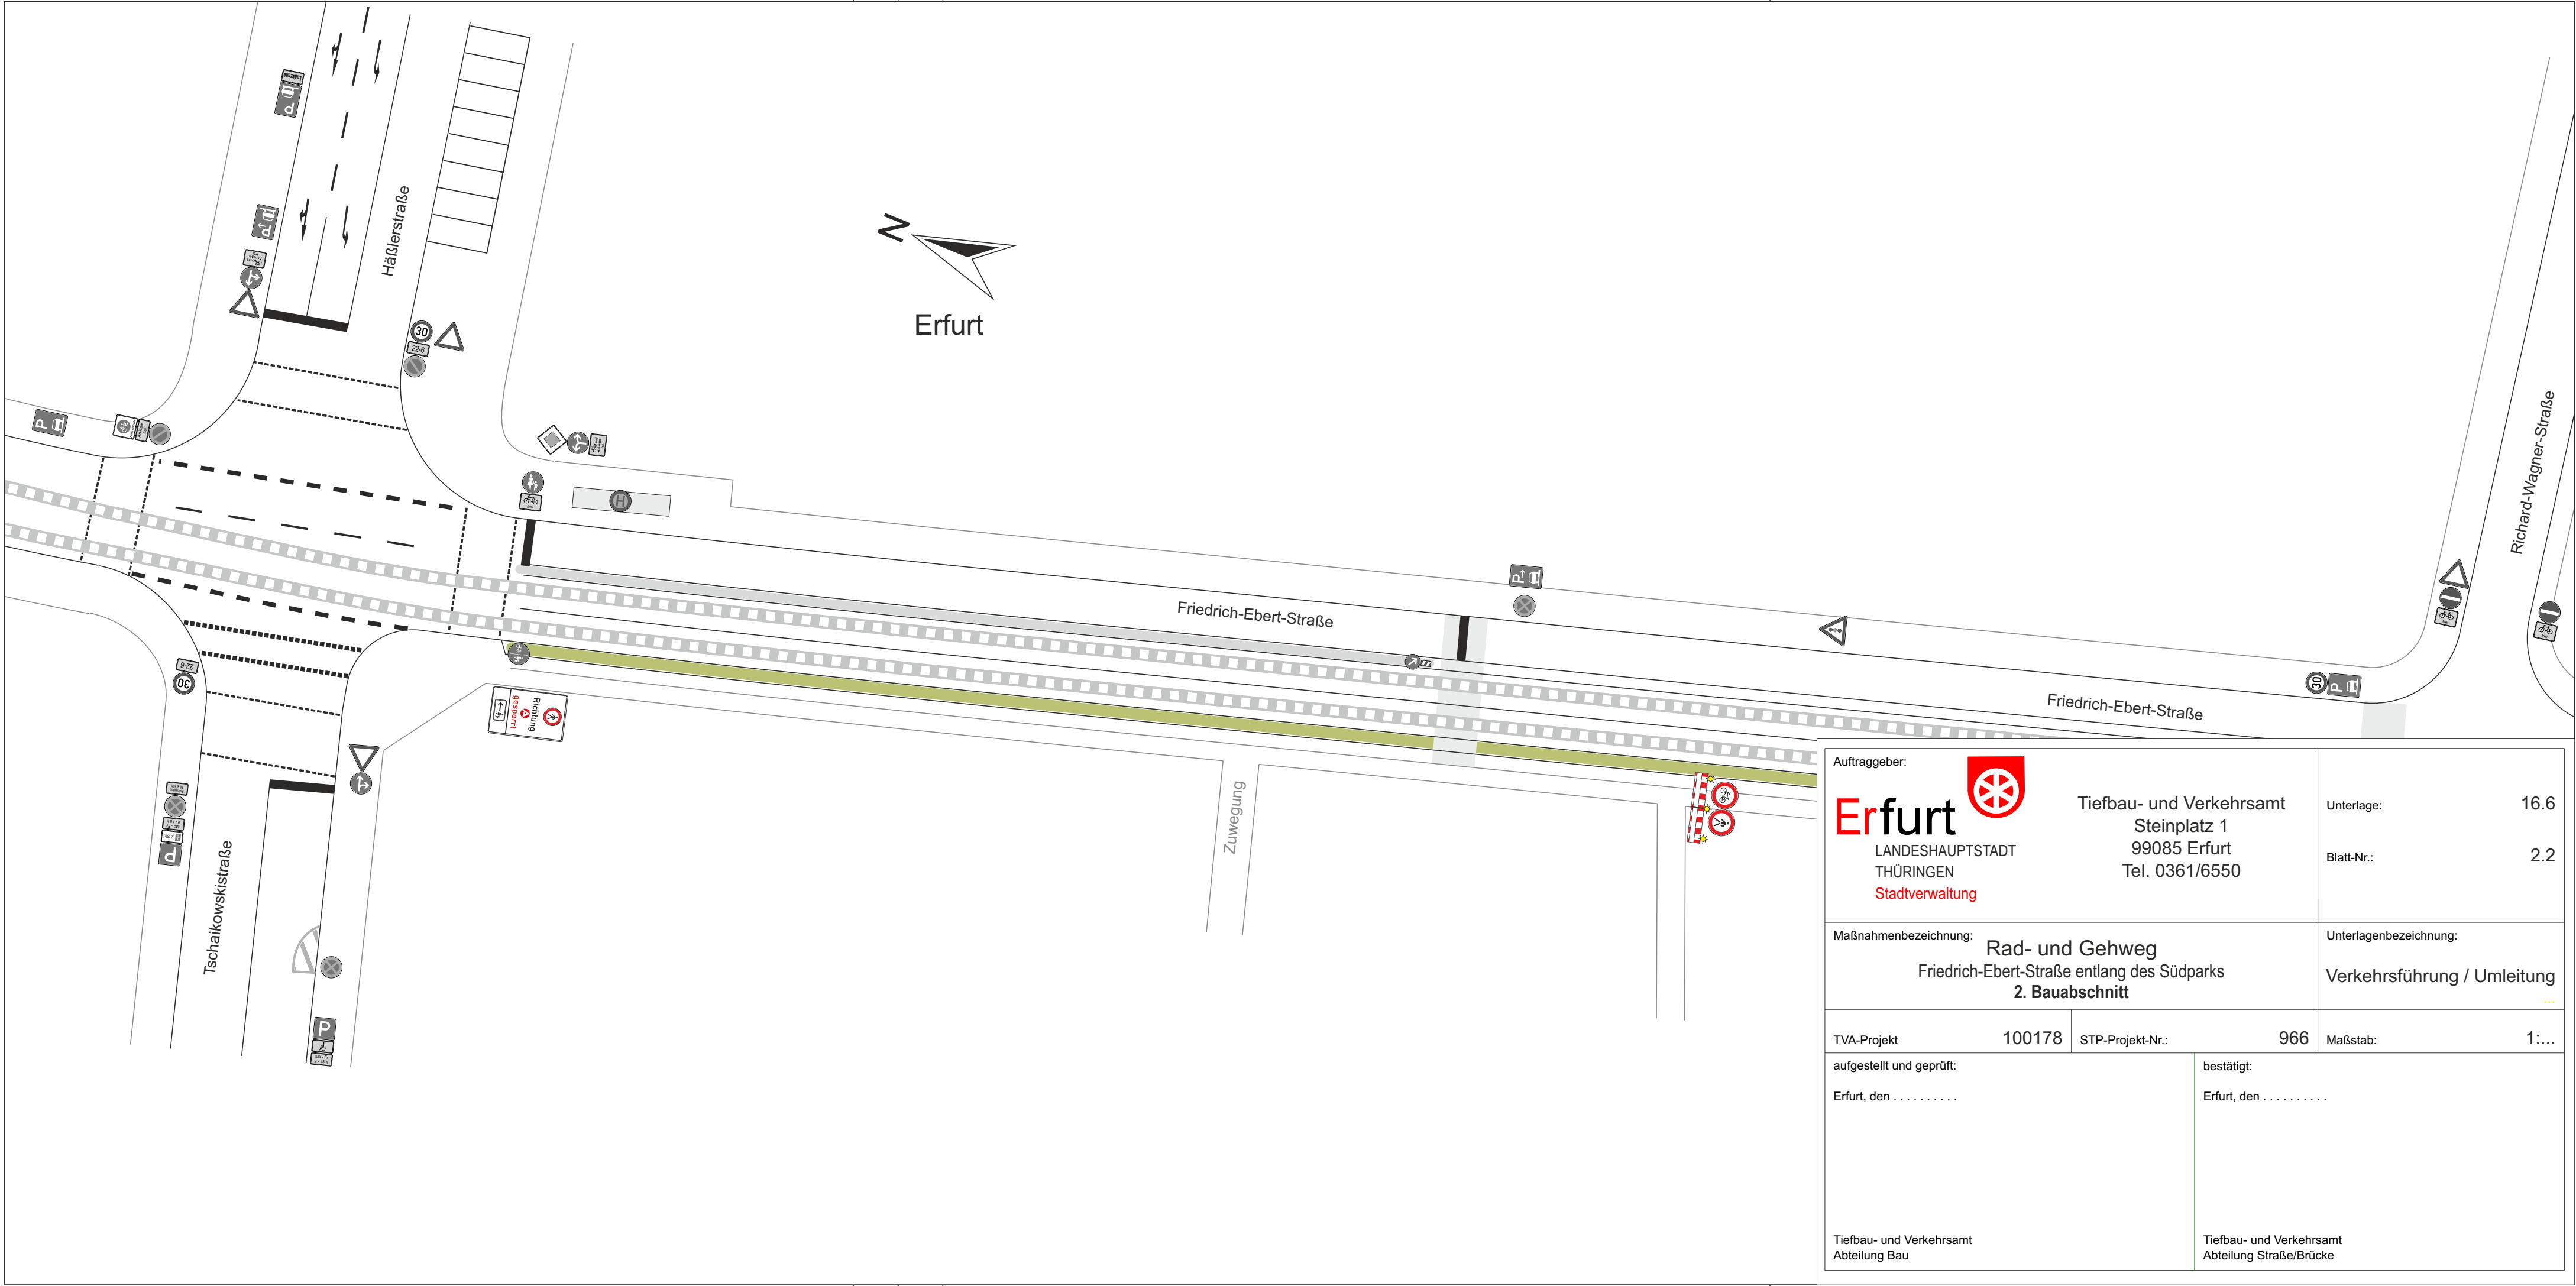 Häßlerstraße
N
Erfurt
30
22-6
P
H
Friedrich-Ebert-Straße
P
Friedrich-Ebert-Straße
30
P
Richard-Wagner-Straße
22-6
30
Richtung
gesperrt
Zuwegung
P
Tschaikowskistraße
P
Auftraggeber:
Erfurt
LANDESHAUPTSTADT
THÜRINGEN
Stadtverwaltung
Tiefbau- und Verkehrsamt
Steinplatz 1
99085 Erfurt
Tel. 0361/6550
Unterlage: 16.6
Blatt-Nr.: 2.2
Maßnahmenbezeichnung:
Rad- und Gehweg
Friedrich-Ebert-Straße entlang des Südparks
2. Bauabschnitt
Unterlagenbezeichnung:
Verkehrsführung / Umleitung
...
TVA-Projekt 100178
STP-Projekt-Nr.: 966
Maßstab: 1:...
aufgestellt und geprüft:
Erfurt, den . . . . . . . . . .
Tiefbau- und Verkehrsamt
Abteilung Bau
bestätigt:
Erfurt, den . . . . . . . . . .
Tiefbau- und Verkehrsamt
Abteilung Straße/Brücke